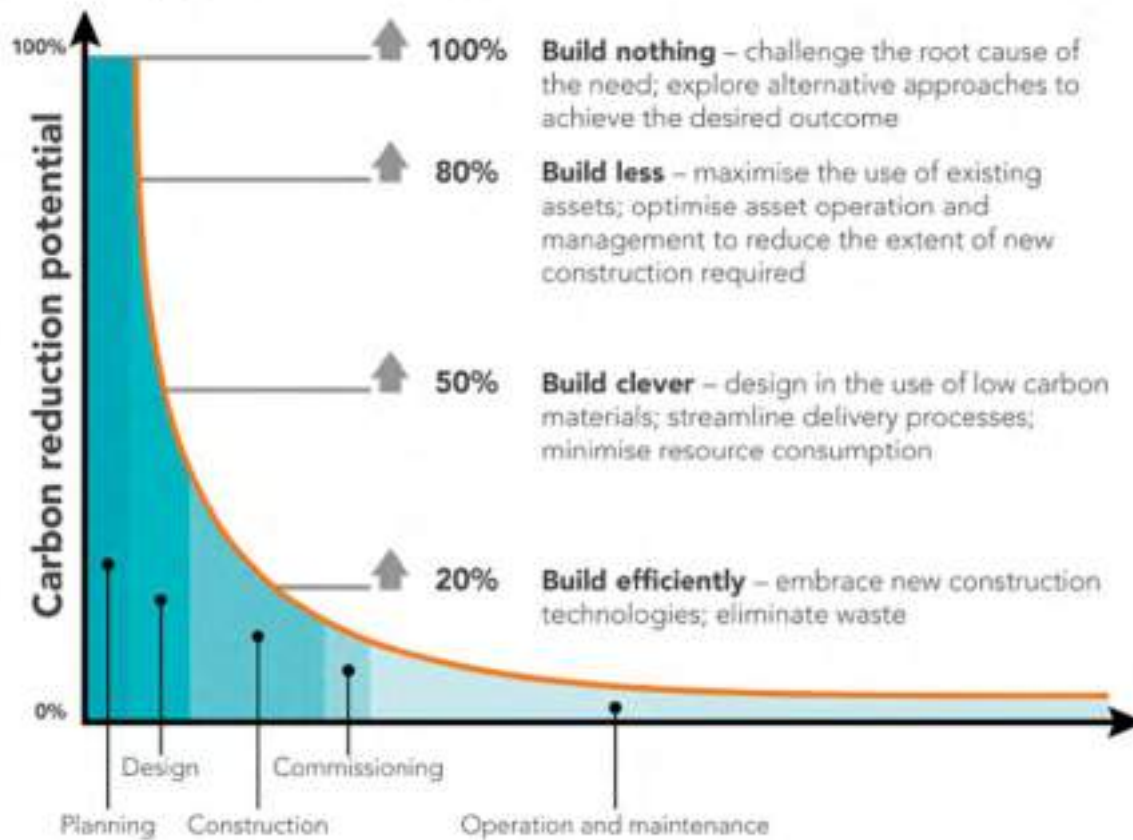 100%
100%
Build nothing – challenge the root cause of
the need; explore alternative approaches to
achieve the desired outcome
80%
Build less – maximise the use of existing
assets; optimise asset operation and
management to reduce the extent of new
construction required
Carbon reduction potential
50%
Build clever – design in the use of low carbon
materials; streamline delivery processes;
minimise resource consumption
20%
Build efficiently – embrace new construction
technologies; eliminate waste
0%
Design
Commissioning
Planning
Construction
Operation and maintenance